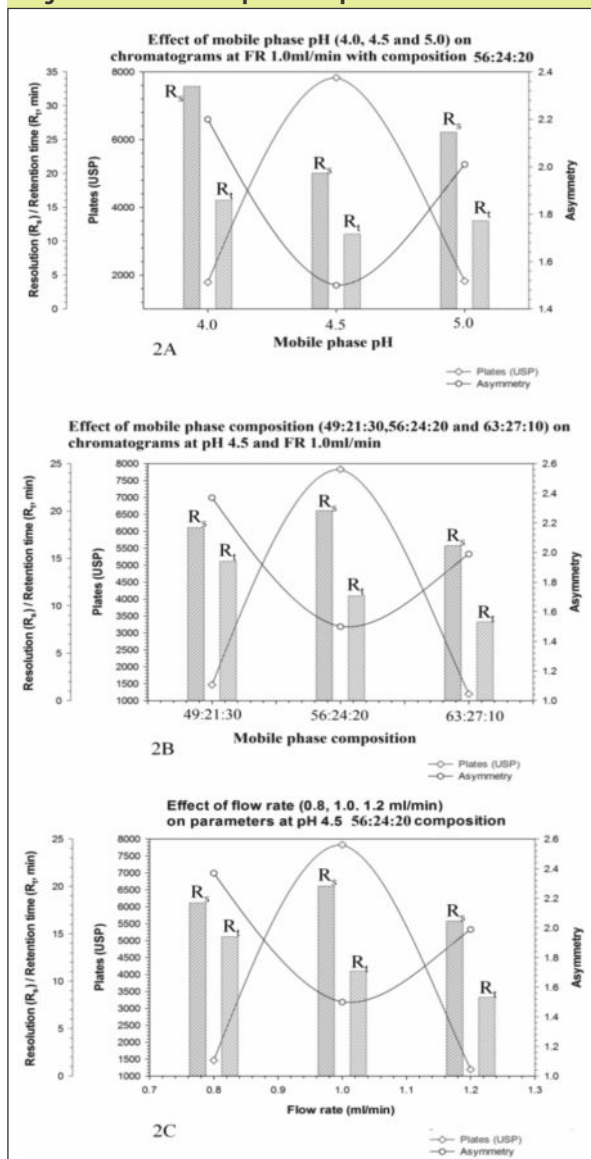 Effect of mobile phase pH (4.0, 4.5 and 5.0) on
chromatograms at FR 1.0ml/min with composition 56:24:20
Resolution (Rs) / Retention time (Rt, min)
35
30
25
20
15
10
5
0
Plates (USP)
8000
6000
4000
2000
Rs
Rt
Rs
Rt
Rs
Rt
2.4
2.2
2.0
1.8
1.6
1.4
Asymmetry
4.0 4.5 5.0
Mobile phase pH
2A
Plates (USP)
Asymmetry
Effect of mobile phase composition (49:21:30,56:24:20 and 63:27:10) on
chromatograms at pH 4.5 and FR 1.0ml/min
Resolution (Rs) / Retention time (Rt, min)
25
20
15
10
5
0
Plates (USP)
8000
7500
7000
6500
6000
5500
5000
4500
4000
3500
3000
2500
2000
1500
1000
Rs
Rt
Rs
Rt
Rs
Rt
2.6
2.4
2.2
2.0
1.8
1.6
1.4
1.2
1.0
Asymmetry
49:21:30 56:24:20 63:27:10
Mobile phase composition
2B
Plates (USP)
Asymmetry
Effect of flow rate (0.8, 1.0. 1.2 ml/min)
on parameters at pH 4.5 56:24:20 composition
Resolution (Rs) / Retention time (Rt, min)
25
20
15
10
5
0
Plates (USP)
8000
7500
7000
6500
6000
5500
5000
4500
4000
3500
3000
2500
2000
1500
1000
Rs
Rt
Rs
Rt
Rs
Rt
2.6
2.4
2.2
2.0
1.8
1.6
1.4
1.2
1.0
Asymmetry
0.7 0.8 0.9 1.0 1.1 1.2 1.3
Flow rate (ml/min)
2C
Plates (USP)
Asymmetry